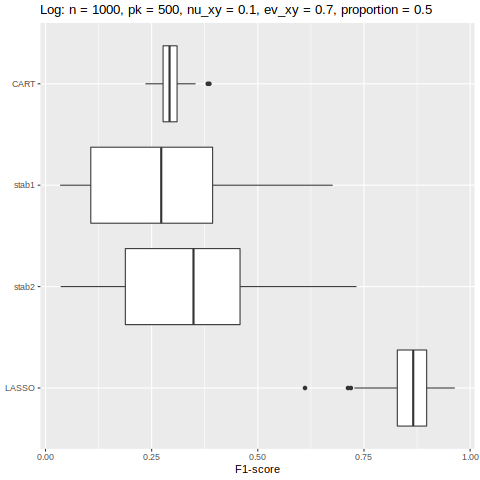 Log: n = 1000, pk = 500, nu_xy = 0.1, ev_xy = 0.7, proportion = 0.5
CART
stab1
stab2
LASSO
0.00 0.25 0.50 0.75 1.00
F1-score